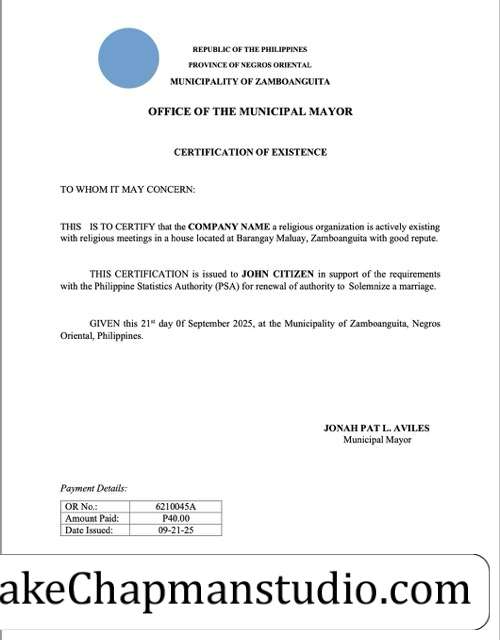 REPUBLIC OF THE PHILIPPINES
PROVINCE OF NEGROS ORIENTAL
MUNICIPALITY OF ZAMBOANGUITA
OFFICE OF THE MUNICIPAL MAYOR
CERTIFICATION OF EXISTENCE
TO WHOM IT MAY CONCERN:
THIS IS TO CERTIFY that the COMPANY NAME a religious organization is actively existing
with religious meetings in a house located at Barangay Maluay, Zamboanguita with good repute.
THIS CERTIFICATION is issued to JOHN CITIZEN in support of the requirements
with the Philippine Statistics Authority (PSA) for renewal of authority to Solemnize a marriage.
GIVEN this 21st day 0f September 2025, at the Municipality of Zamboanguita, Negros
Oriental, Philippines.
JONAH PAT L. AVILES
Municipal Mayor
Payment Details:
OR No.: 6210045A
Amount Paid: P40.00
Date Issued: 09-21-25
akeChapmanstudio.com